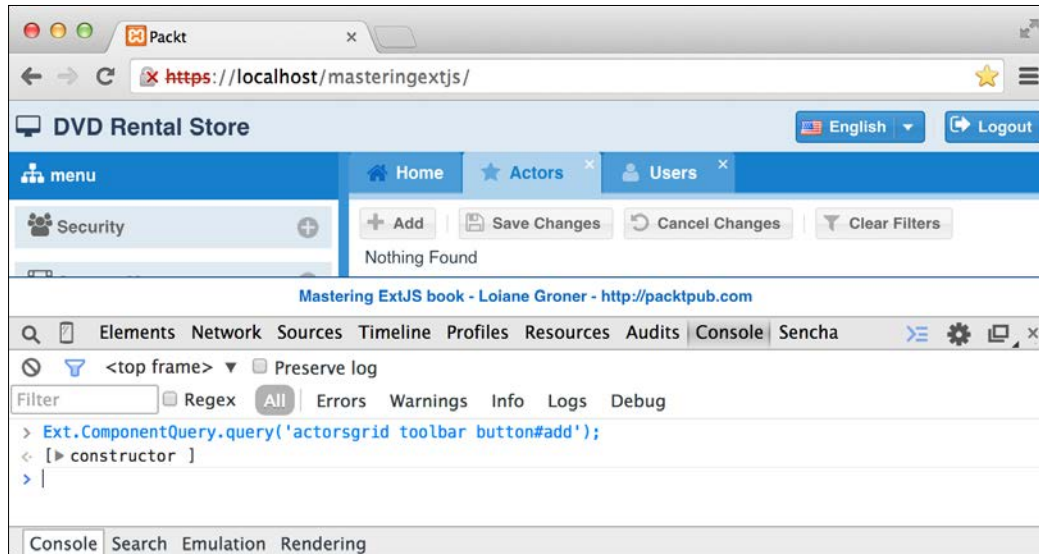 Packt
https://localhost/masteringextjs/
DVD Rental Store
English
Logout
menu
Home
Actors
Users
Security
Add
Save Changes
Cancel Changes
Clear Filters
Nothing Found
Mastering ExtJS book - Loiane Groner - http://packtpub.com
Elements Network Sources Timeline Profiles Resources Audits Console Sencha
<top frame> ▼ Preserve log
Filter Regex All Errors Warnings Info Logs Debug
> Ext.ComponentQuery.query('actorsgrid toolbar button#add');
[▶ constructor ]
>
Console Search Emulation Rendering